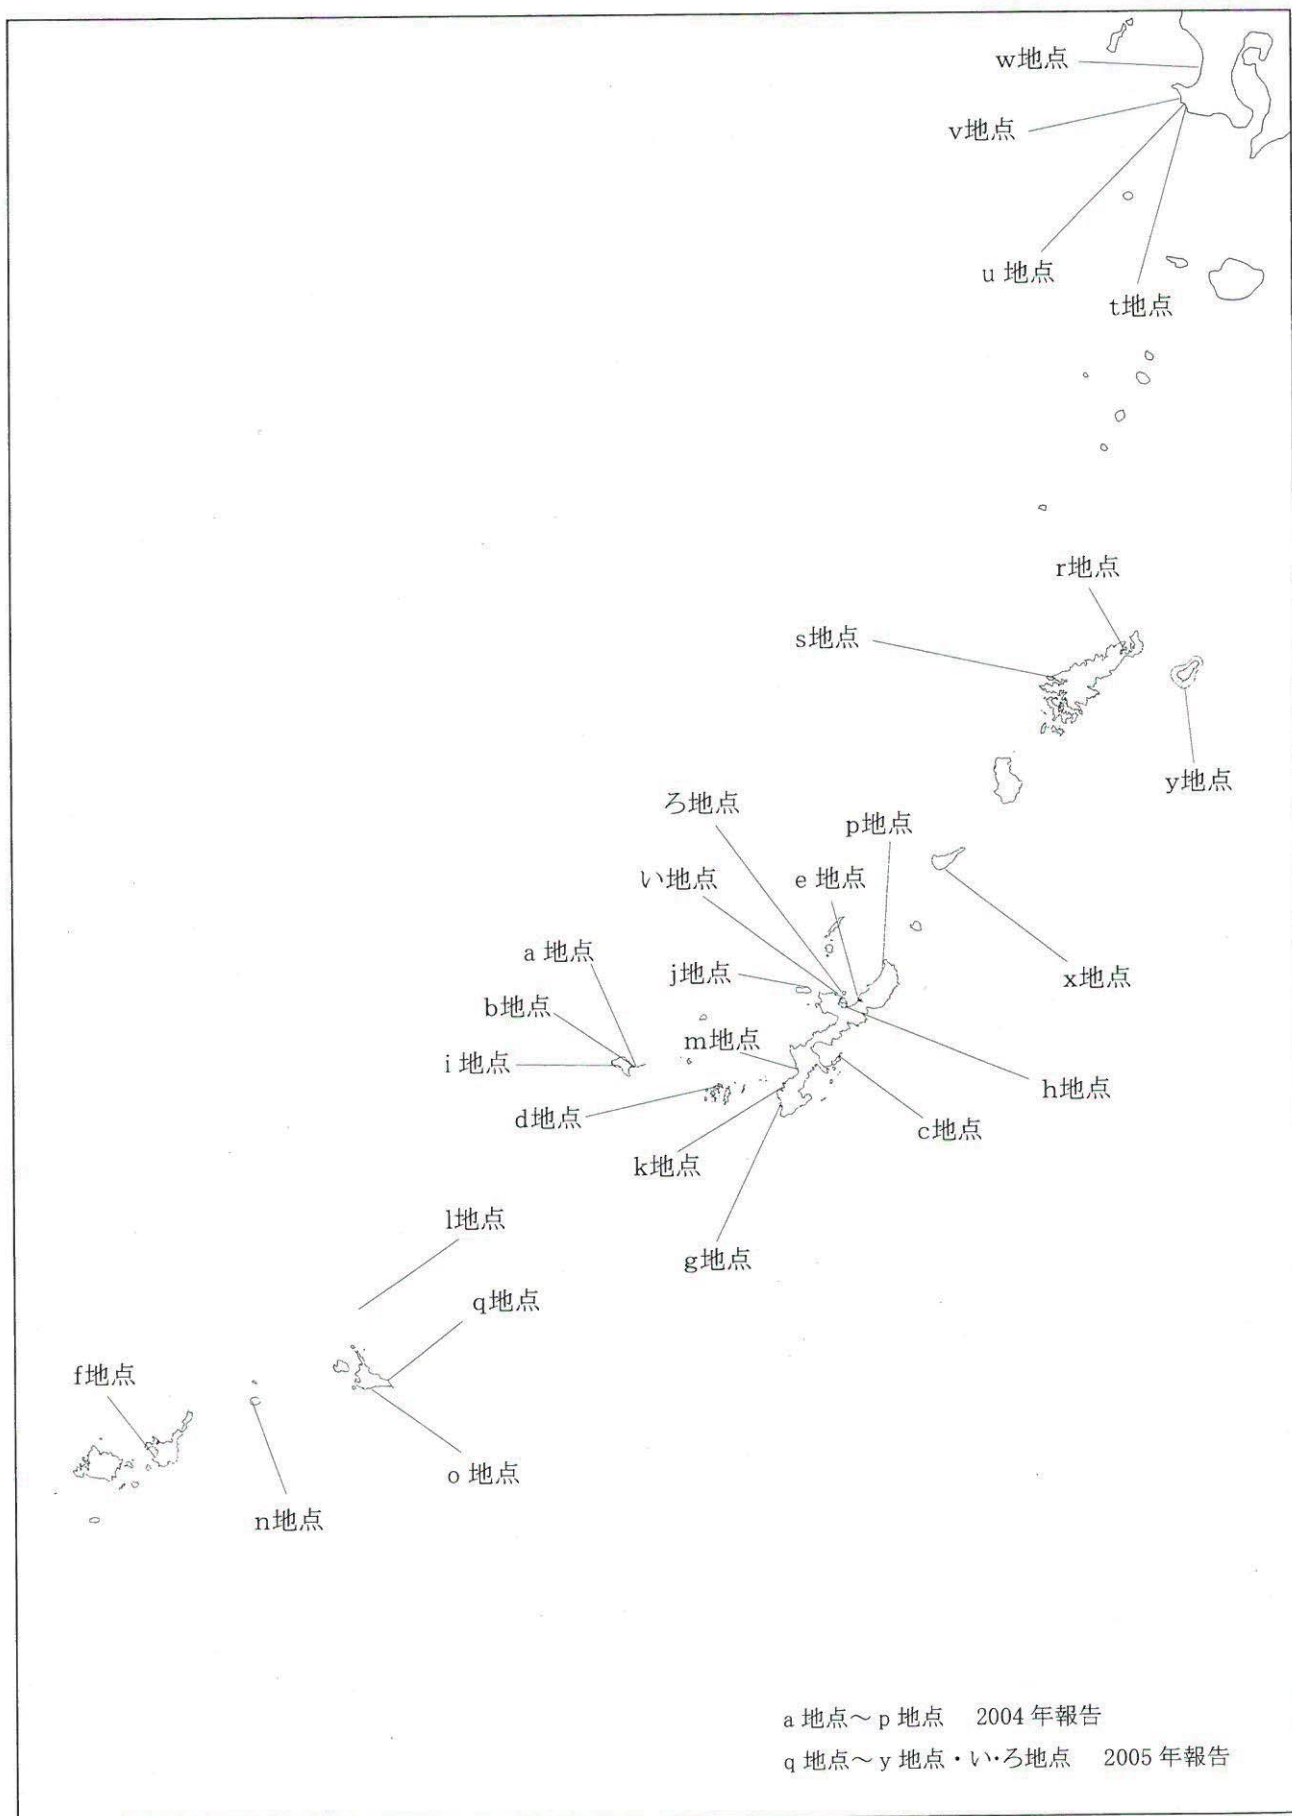 w地点
v地点
u 地点
t地点
r地点
s地点
y地点
ろ地点
p地点
い地点
e 地点
a 地点
j地点
x地点
b地点
m地点
i 地点
h地点
d地点
c地点
k地点
l地点
g地点
q地点
f地点
o 地点
n地点
a 地点～p 地点　2004 年報告
q 地点～y 地点・い・ろ地点　2005 年報告